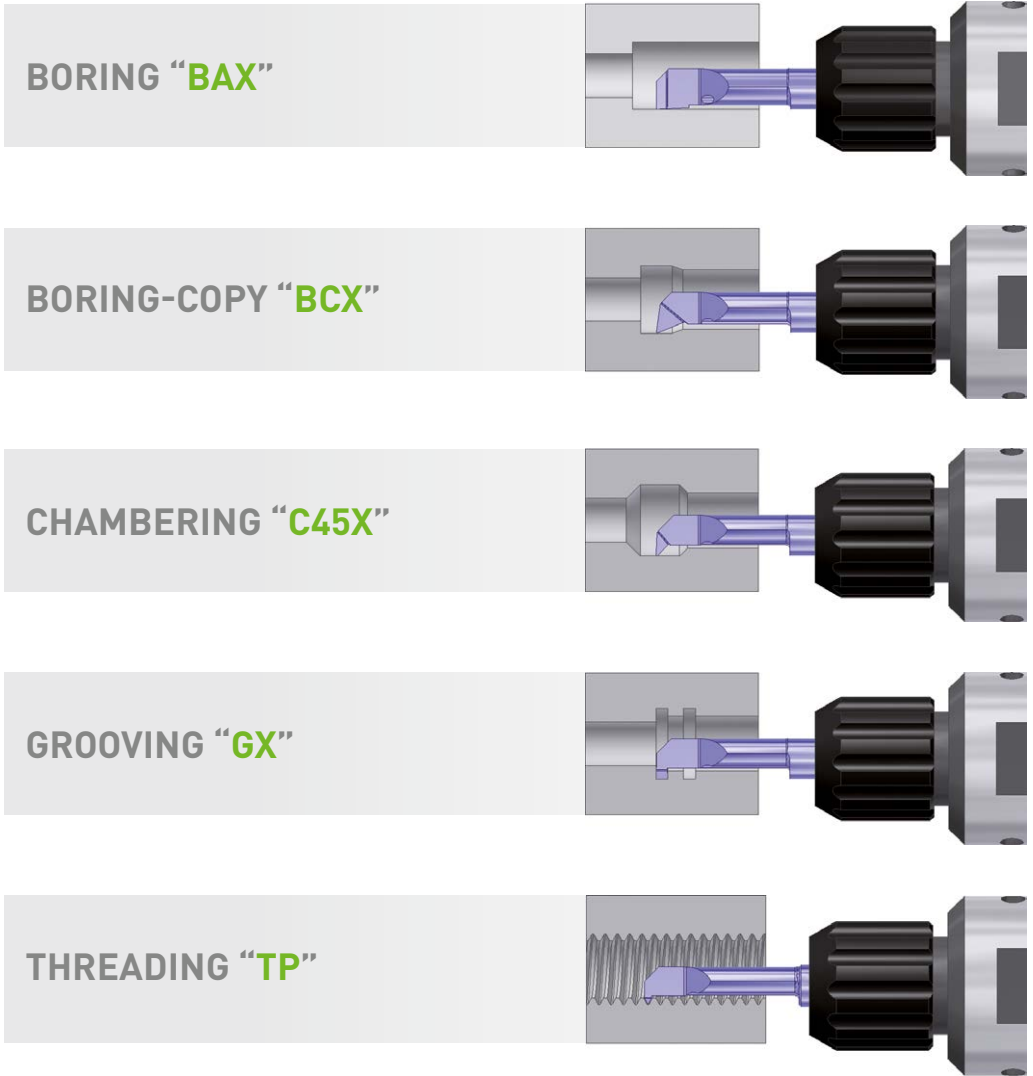 BORING “BAX”
BORING-COPY “BCX”
CHAMBERING “C45X”
GROOVING “GX”
THREADING “TP”